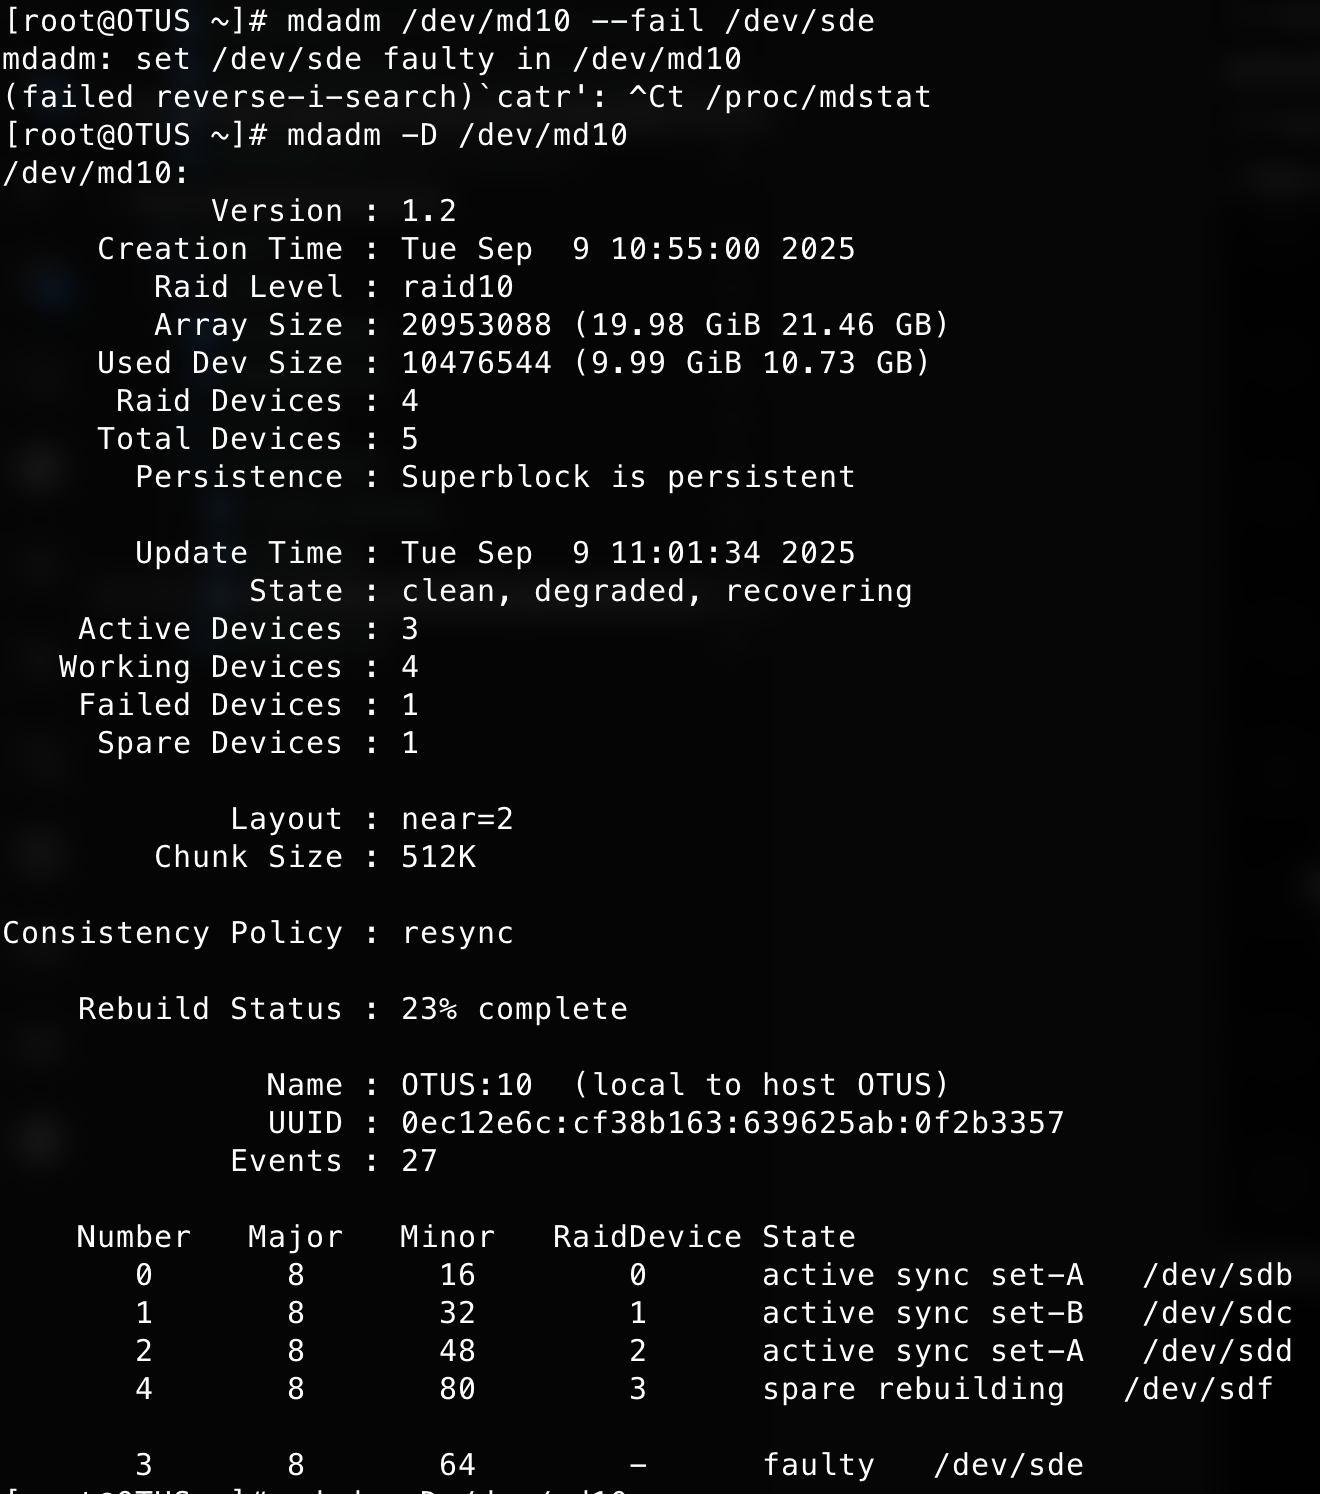 [root@OTUS ~]# mdadm /dev/md10 --fail /dev/sde
mdadm: set /dev/sde faulty in /dev/md10
(failed reverse-i-search)`catr': ^Ct /proc/mdstat
[root@OTUS ~]# mdadm -D /dev/md10
/dev/md10:
           Version : 1.2
     Creation Time : Tue Sep  9 10:55:00 2025
        Raid Level : raid10
        Array Size : 20953088 (19.98 GiB 21.46 GB)
     Used Dev Size : 10476544 (9.99 GiB 10.73 GB)
      Raid Devices : 4
     Total Devices : 5
       Persistence : Superblock is persistent

       Update Time : Tue Sep  9 11:01:34 2025
             State : clean, degraded, recovering
    Active Devices : 3
   Working Devices : 4
    Failed Devices : 1
     Spare Devices : 1

            Layout : near=2
        Chunk Size : 512K

Consistency Policy : resync

    Rebuild Status : 23% complete

              Name : OTUS:10  (local to host OTUS)
              UUID : 0ec12e6c:cf38b163:639625ab:0f2b3357
            Events : 27

    Number   Major   Minor   RaidDevice State
       0       8       16        0      active sync set-A   /dev/sdb
       1       8       32        1      active sync set-B   /dev/sdc
       2       8       48        2      active sync set-A   /dev/sdd
       4       8       80        3      spare rebuilding   /dev/sdf

       3       8       64        -      faulty   /dev/sde